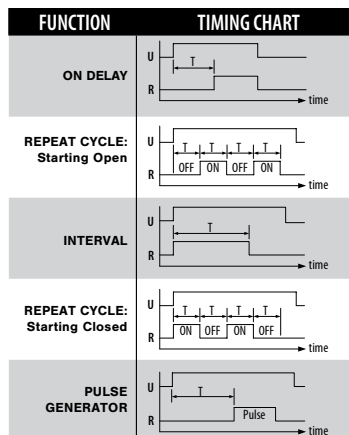 FUNCTION TIMING CHART
ON DELAY
U
T
R
time
REPEAT CYCLE:
Starting Open
U
T T T T
OFF ON OFF ON
R
time
INTERVAL
U
T
R
time
REPEAT CYCLE:
Starting Closed
U
T T T T
ON OFF ON OFF
R
time
PULSE
GENERATOR
U
T
R
Pulse